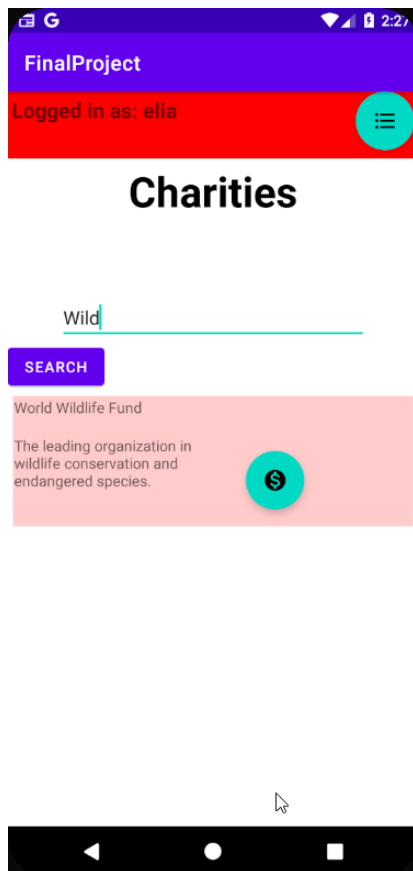 2:27
FinalProject
Logged in as: elia
Charities
Wild
SEARCH
World Wildlife Fund
The leading organization in
wildlife conservation and
endangered species.